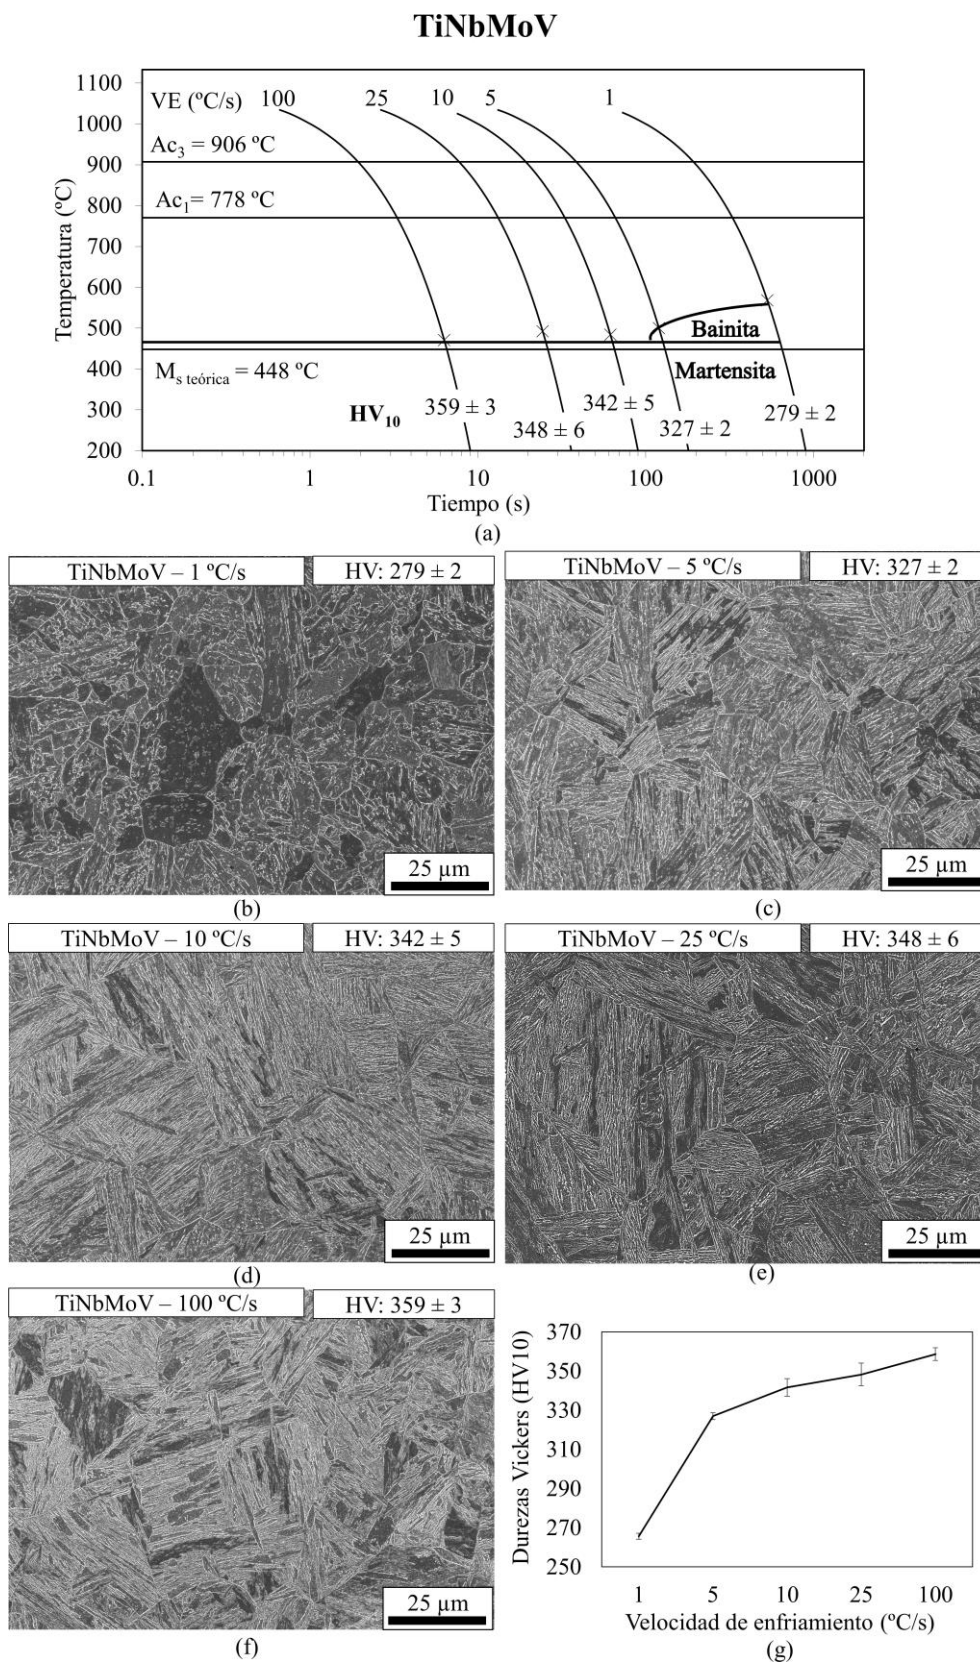 TiNbMoV
1100
1000
900
800
700
600
500
400
300
200
Temperatura (ºC)
VE (ºC/s)
100
25
10
5
1
Ac3 = 906 ºC
Ac1= 778 ºC
Bainita
Ms teórica = 448 ºC
Martensita
HV10
359 ± 3
348 ± 6
342 ± 5
327 ± 2
279 ± 2
0.1
1
10
100
1000
Tiempo (s)
(a)
TiNbMoV – 1 ºC/s
HV: 279 ± 2
25 µm
(b)
TiNbMoV – 5 ºC/s
HV: 327 ± 2
25 µm
(c)
TiNbMoV – 10 ºC/s
HV: 342 ± 5
25 µm
(d)
TiNbMoV – 25 ºC/s
HV: 348 ± 6
25 µm
(e)
TiNbMoV – 100 ºC/s
HV: 359 ± 3
25 µm
(f)
Durezas Vickers (HV10)
370
350
330
310
290
270
250
1
5
10
25
100
Velocidad de enfriamiento (ºC/s)
(g)